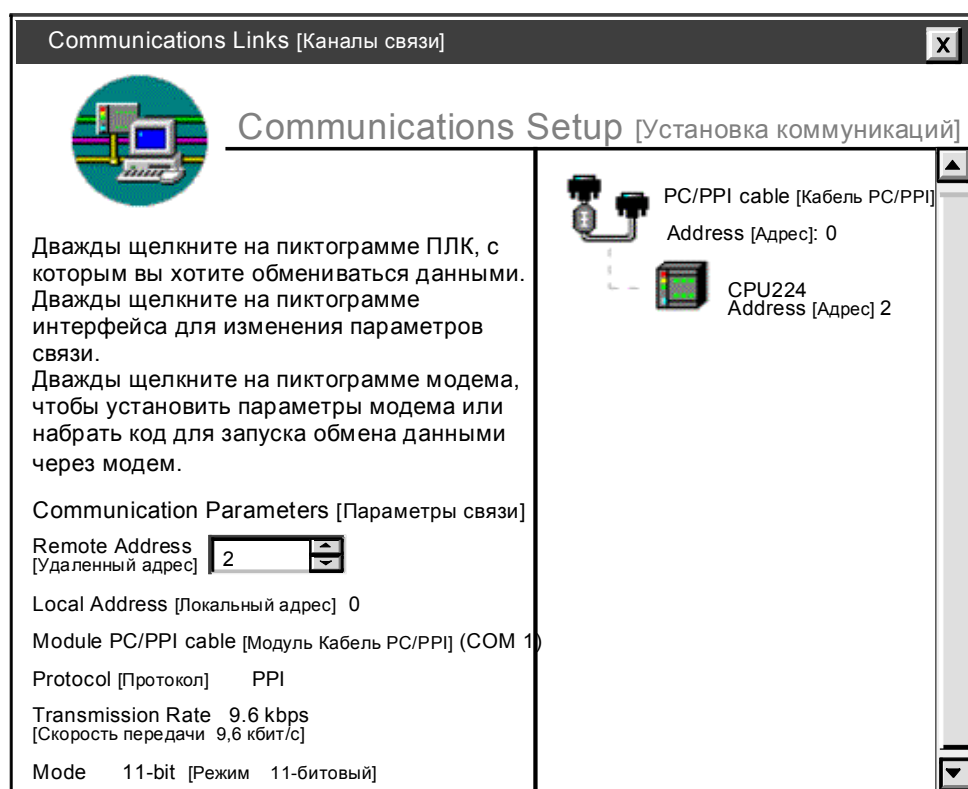 Communications Links [Каналы связи]
X
Communications Setup [Установка коммуникаций]
Дважды щелкните на пиктограмме ПЛК, с
которым вы хотите обмениваться данными.
Дважды щелкните на пиктограмме
интерфейса для изменения параметров
связи.
Дважды щелкните на пиктограмме модема,
чтобы установить параметры модема или
набрать код для запуска обмена данными
через модем.
Communication Parameters [Параметры связи]
Remote Address 2
[Удаленный адрес]
Local Address [Локальный адрес] 0
Module PC/PPI cable [Модуль Кабель PC/PPI] (COM 1)
Protocol [Протокол] PPI
Transmission Rate 9.6 kbps
[Скорость передачи 9,6 кбит/с]
Mode 11-bit [Режим 11-битовый]
PC/PPI cable [Кабель PC/PPI]
Address [Адрес]: 0
CPU224
Address [Адрес] 2